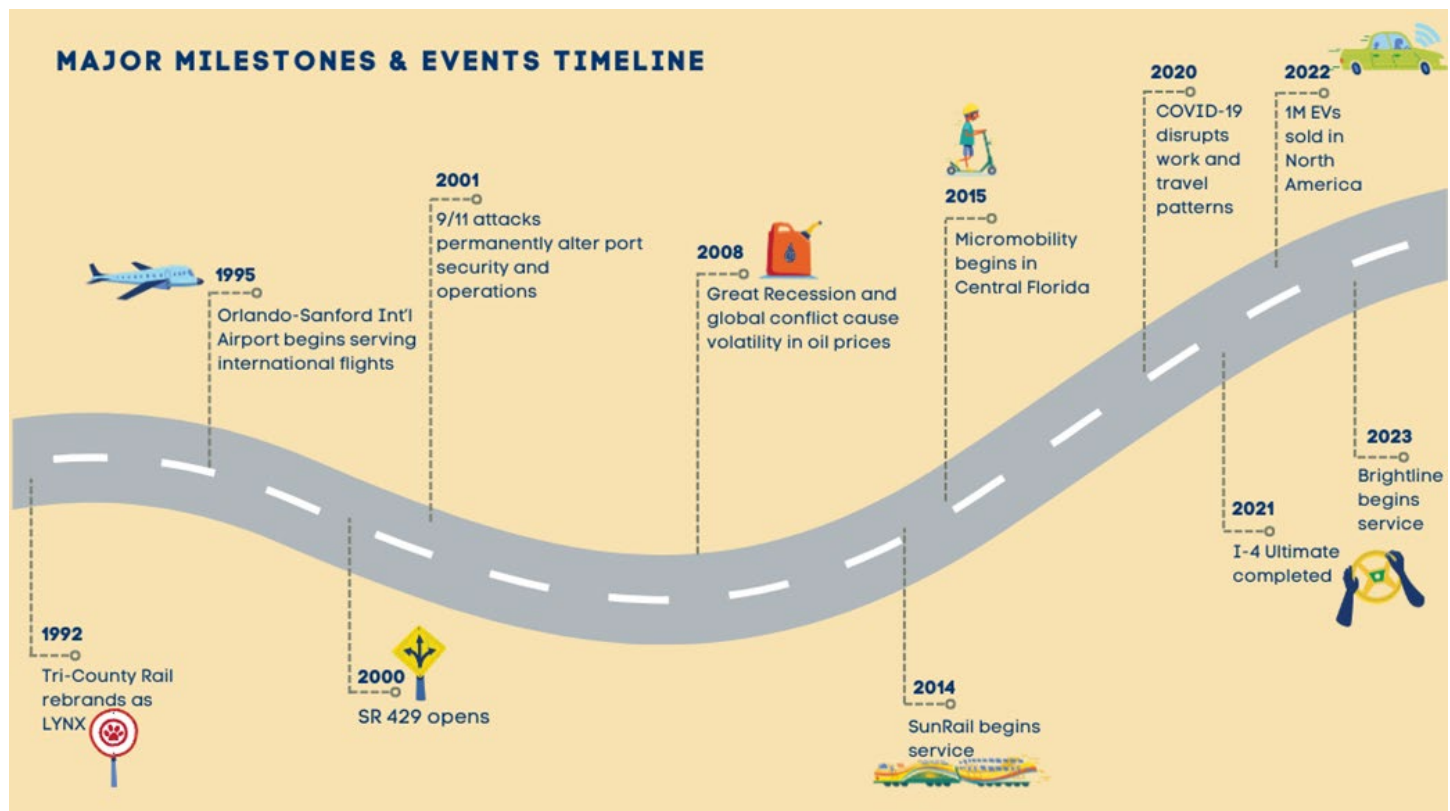 MAJOR MILESTONES & EVENTS TIMELINE
1992
Tri-County Rail
rebrands as
LYNX
1995
Orlando-Sanford Int'l
Airport begins serving
international flights
2000
SR 429 opens
2001
9/11 attacks
permanently alter port
security and
operations
2008
Great Recession and
global conflict cause
volatility in oil prices
2014
SunRail begins
service
2015
Micromobility
begins in
Central Florida
2020
COVID-19
disrupts
work and
travel
patterns
2021
I-4 Ultimate
completed
2022
1M EVs
sold in
North
America
2023
Brightline
begins
service